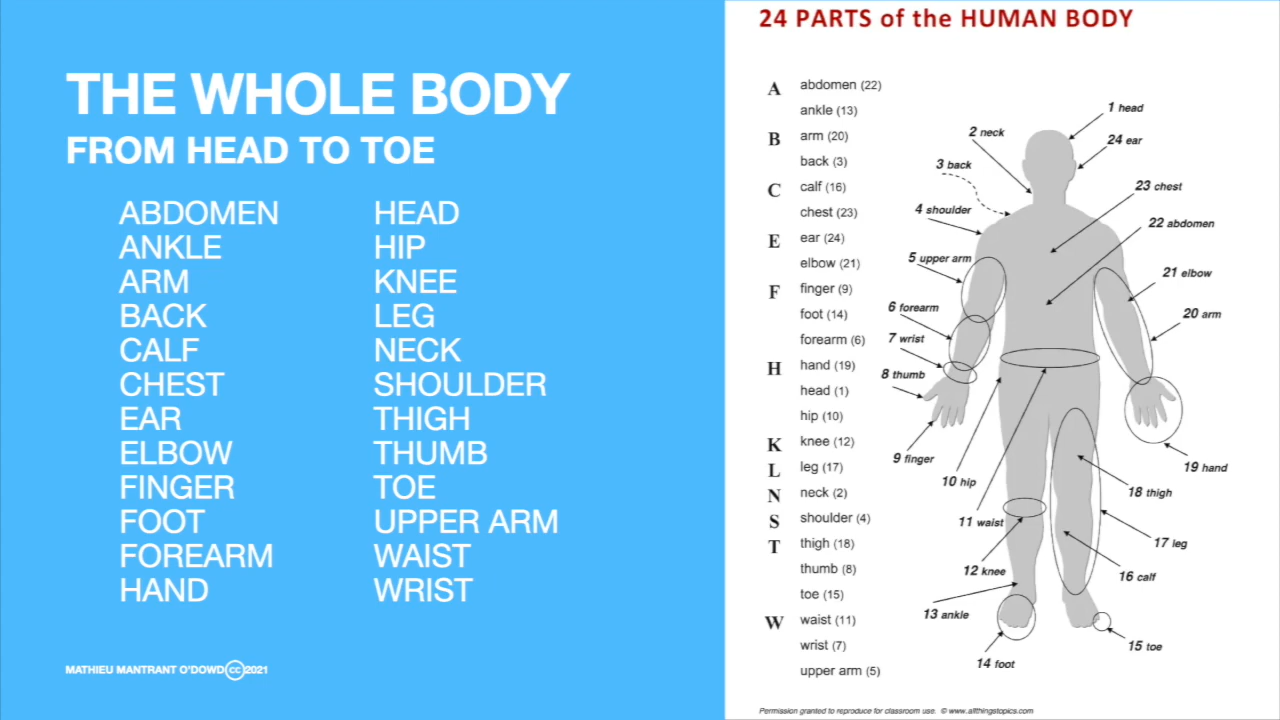 THE WHOLE BODY
FROM HEAD TO TOE
ABDOMEN
ANKLE
ARM
BACK
CALF
CHEST
EAR
ELBOW
FINGER
FOOT
FOREARM
HAND
HEAD
HIP
KNEE
LEG
NECK
SHOULDER
THIGH
THUMB
TOE
UPPER ARM
WAIST
WRIST
MATHIEU MANTRANT O'DOWD cc 2021
24 PARTS of the HUMAN BODY
A abdomen (22)
ankle (13)
B arm (20)
back (3)
C calf (16)
chest (23)
E ear (24)
elbow (21)
F finger (9)
foot (14)
forearm (6)
H hand (19)
head (1)
hip (10)
K knee (12)
L leg (17)
N neck (2)
S shoulder (4)
T thigh (18)
thumb (8)
toe (15)
W waist (11)
wrist (7)
upper arm (5)
1 head
2 neck
24 ear
3 back
23 chest
4 shoulder
22 abdomen
5 upper arm
21 elbow
6 forearm
20 arm
7 wrist
8 thumb
9 finger
19 hand
10 hip
18 thigh
11 waist
17 leg
12 knee
16 calf
13 ankle
15 toe
14 foot
Permission granted to reproduce for classroom use. © www.allthingstopics.com